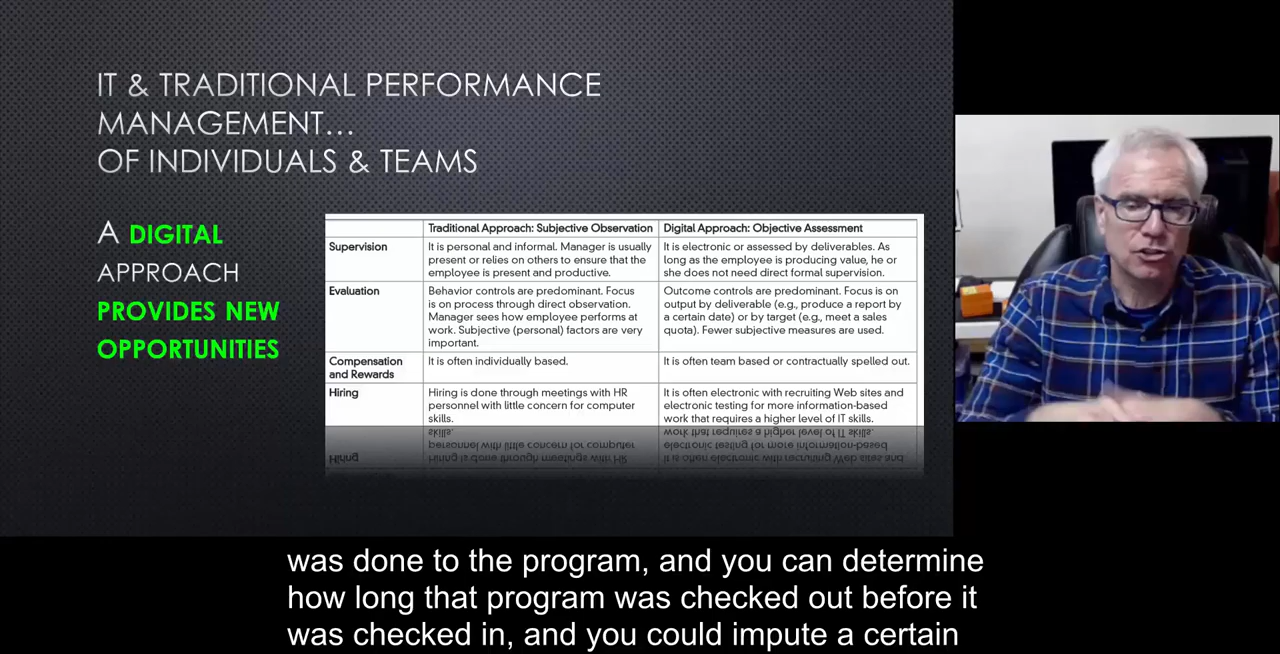 IT & TRADITIONAL PERFORMANCE
MANAGEMENT...
OF INDIVIDUALS & TEAMS
A DIGITAL
APPROACH
PROVIDES NEW
OPPORTUNITIES
Traditional Approach: Subjective Observation
Digital Approach: Objective Assessment
Supervision
It is personal and informal. Manager is usually
present or relies on others to ensure that the
employee is present and productive.
It is electronic or assessed by deliverables. As
long as the employee is producing value, he or
she does not need direct formal supervision.
Evaluation
Behavior controls are predominant. Focus
is on process through direct observation.
Manager sees how employee performs at
work. Subjective (personal) factors are very
important.
Outcome controls are predominant. Focus is on
output by deliverable (e.g., produce a report by
a certain date) or by target (e.g., meet a sales
quota). Fewer subjective measures are used.
Compensation
and Rewards
It is often individually based.
It is often team based or contractually spelled out.
Hiring
Hiring is done through meetings with HR
personnel with little concern for computer
skills.
It is often electronic with recruiting Web sites and
electronic testing for more information-based
work that requires a higher level of IT skills.
was done to the program, and you can determine
how long that program was checked out before it
was checked in, and you could impute a certain